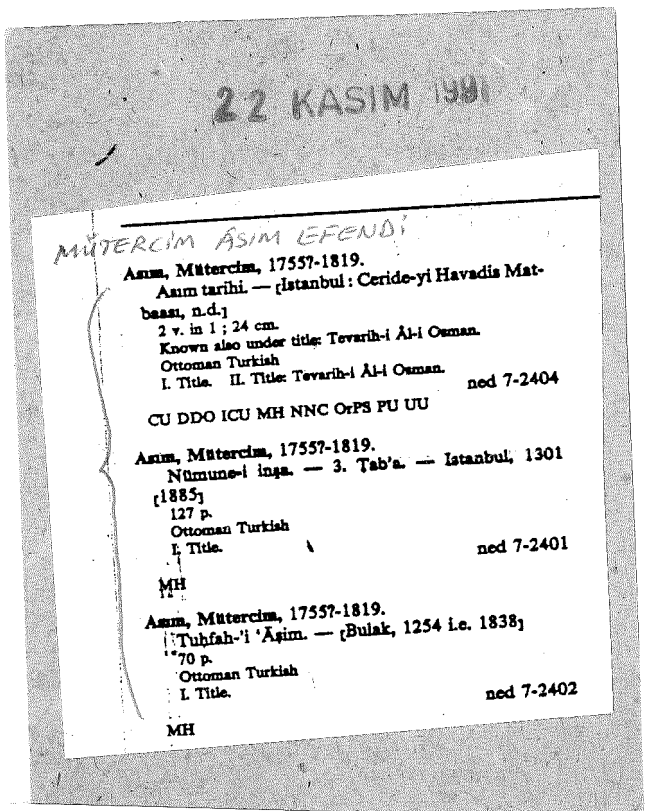 22 KASIM 1991
MÜTERCİM ÂSIM EFENDİ
Asım, Mütercim, 1755?-1819.
Asım tarihi. — [Istanbul : Ceride-yi Havadis Mat-
baası, n.d.]
2 v. in 1 ; 24 cm.
Known also under title: Tevarih-i Âl-i Osman.
Ottoman Turkish
I. Title. II. Title: Tevarih-i Âl-i Osman.
ned 7-2404
CU DDO ICU MH NNC OrPS PU UU
Asım, Mütercim, 1755?-1819.
Nümune-i inşa. — 3. Tab'a. — Istanbul, 1301
[1885]
127 p.
Ottoman Turkish
I. Title.
ned 7-2401
MH
Asım, Mütercim, 1755?-1819.
Tuḥfah-'i 'Āṣim. — [Bulak, 1254 i.e. 1838]
70 p.
Ottoman Turkish
I. Title.
ned 7-2402
MH